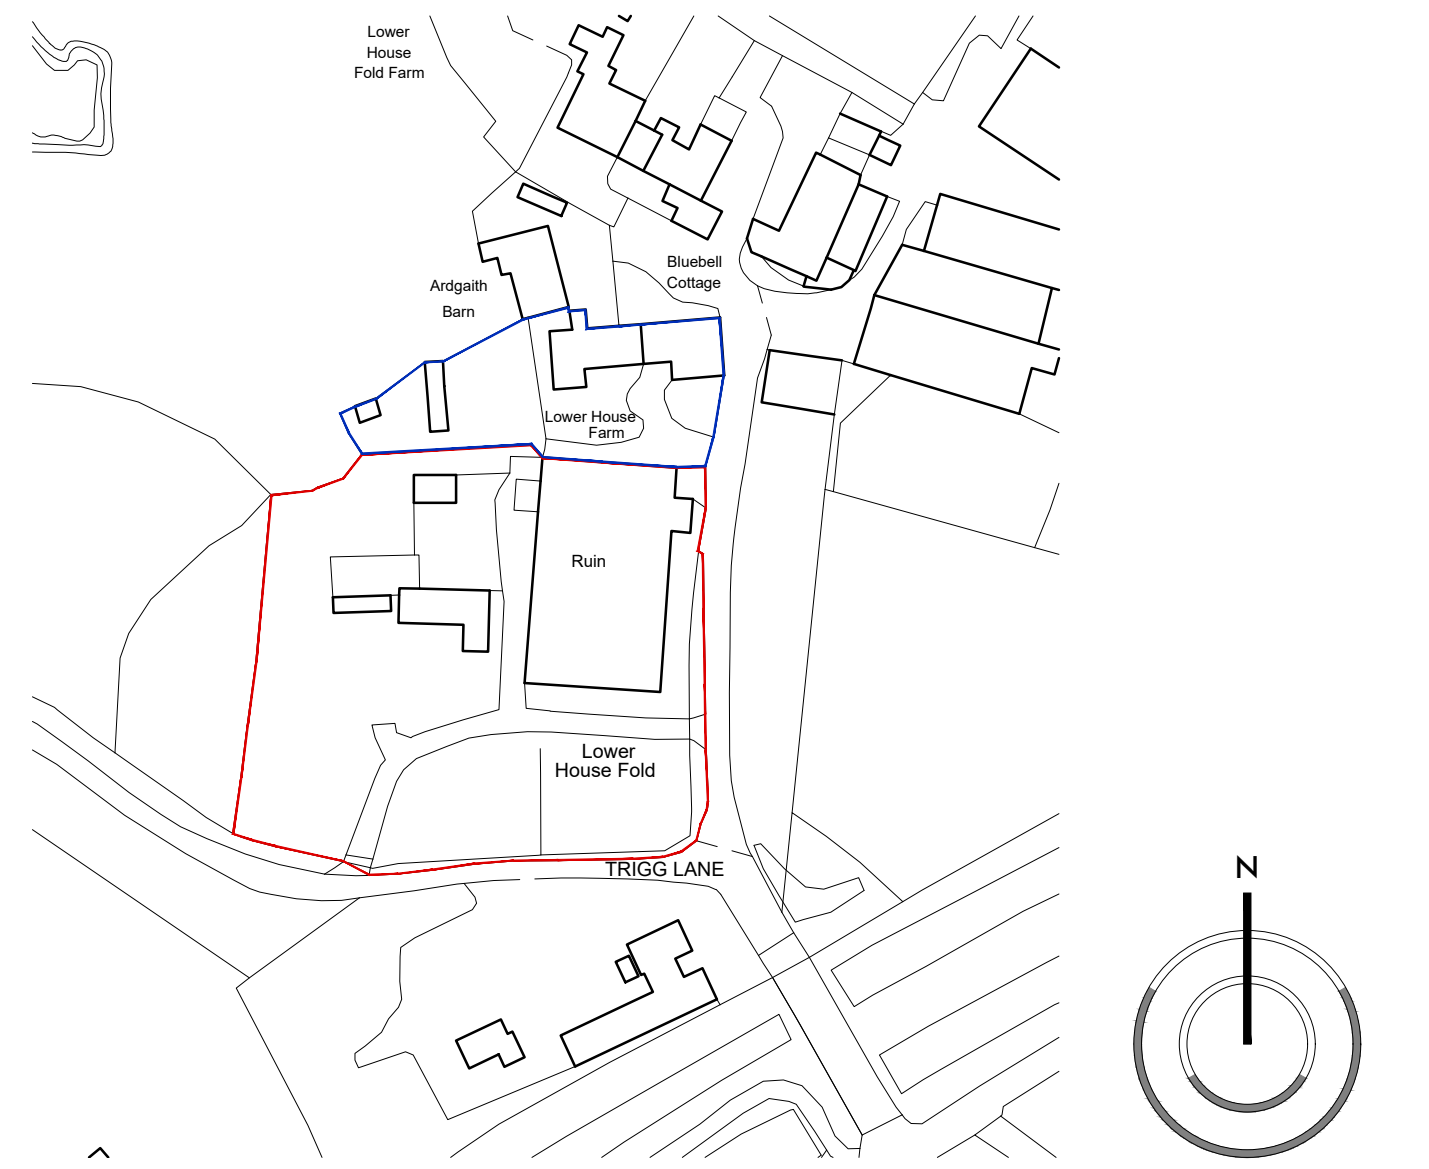 Lower
House
Fold Farm
Bluebell
Cottage
Ardgaith
Barn
Lower House
Farm
Ruin
Lower
House Fold
TRIGG LANE
N